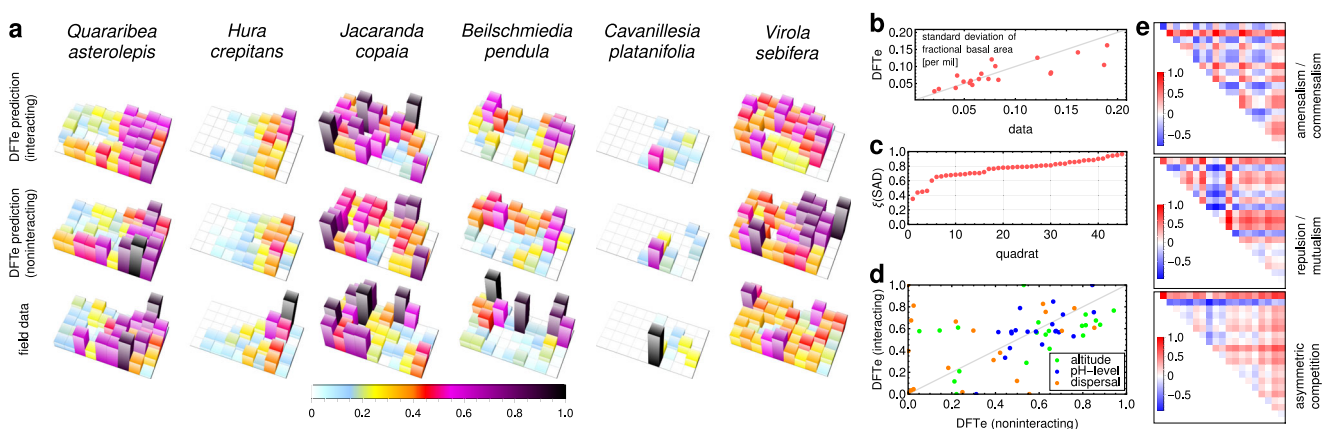 a
Quararibea
asterolepis
Hura
crepitans
Jacaranda
copaia
Beilschmiedia
pendula
Cavanillesia
platanifolia
Virola
sebifera
DFTe prediction
(interacting)
DFTe prediction
(noninteracting)
field data
0 0.2 0.4 0.6 0.8 1.0
b
standard deviation of
fractional basal area
[per mil]
DFTe
0.20
0.15
0.10
0.05
0.05 0.10 0.15 0.20
data
c
ξ(SAD)
1.0
0.8
0.6
0.4
0.2
0
0 10 20 30 40
quadrat
d
DFTe (interacting)
1.0
0.8
0.6
0.4
0.2
0.0
altitude
pH-level
dispersal
0.0 0.2 0.4 0.6 0.8 1.0
DFTe (noninteracting)
e
1.0
0.5
0
-0.5
amensalism /
commensalism
1.0
0.5
0
-0.5
repulsion /
mutualism
1.0
0.5
0
-0.5
asymmetric
competition